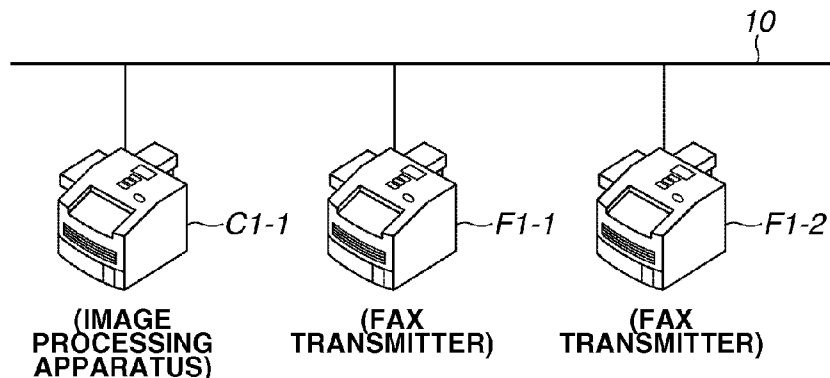 10
C1-1
F1-1
F1-2
(IMAGE
PROCESSING
APPARATUS)
(FAX
TRANSMITTER)
(FAX
TRANSMITTER)